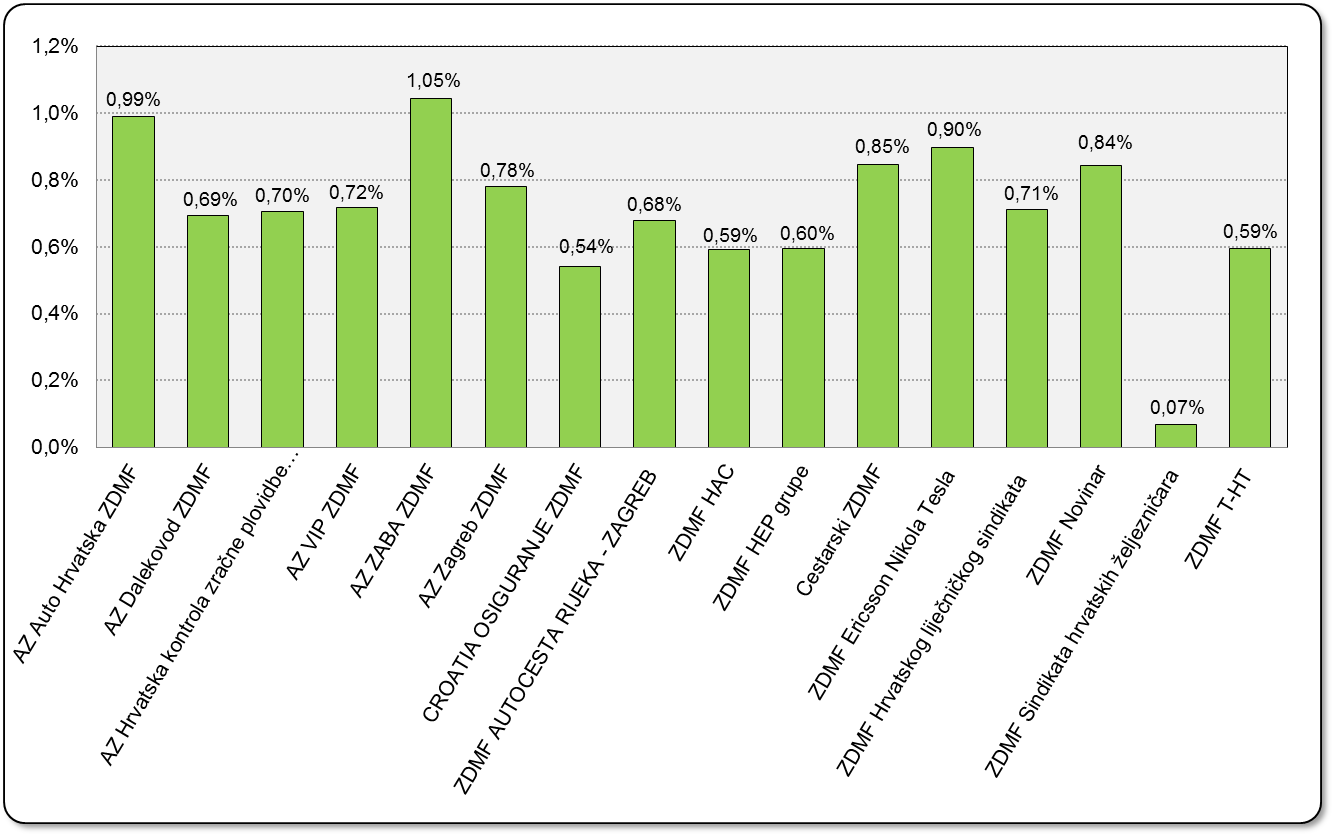 1,2%
1,0%
0,8%
0,6%
0,4%
0,2%
0,0%
0,99%
0,69%
0,70%
0,72%
1,05%
0,78%
0,54%
0,68%
0,59%
0,60%
0,85%
0,90%
0,71%
0,84%
0,07%
0,59%
AZ Auto Hrvatska ZDMF
AZ Dalekovod ZDMF
AZ Hrvatska kontrola zračne plovidbe…
AZ VIP ZDMF
AZ ZABA ZDMF
AZ Zagreb ZDMF
CROATIA OSIGURANJE ZDMF
ZDMF AUTOCESTA RIJEKA - ZAGREB
ZDMF HAC
ZDMF HEP grupe
Cestarski ZDMF
ZDMF Ericsson Nikola Tesla
ZDMF Hrvatskog liječničkog sindikata
ZDMF Novinar
ZDMF Sindikata hrvatskih željezničara
ZDMF T-HT